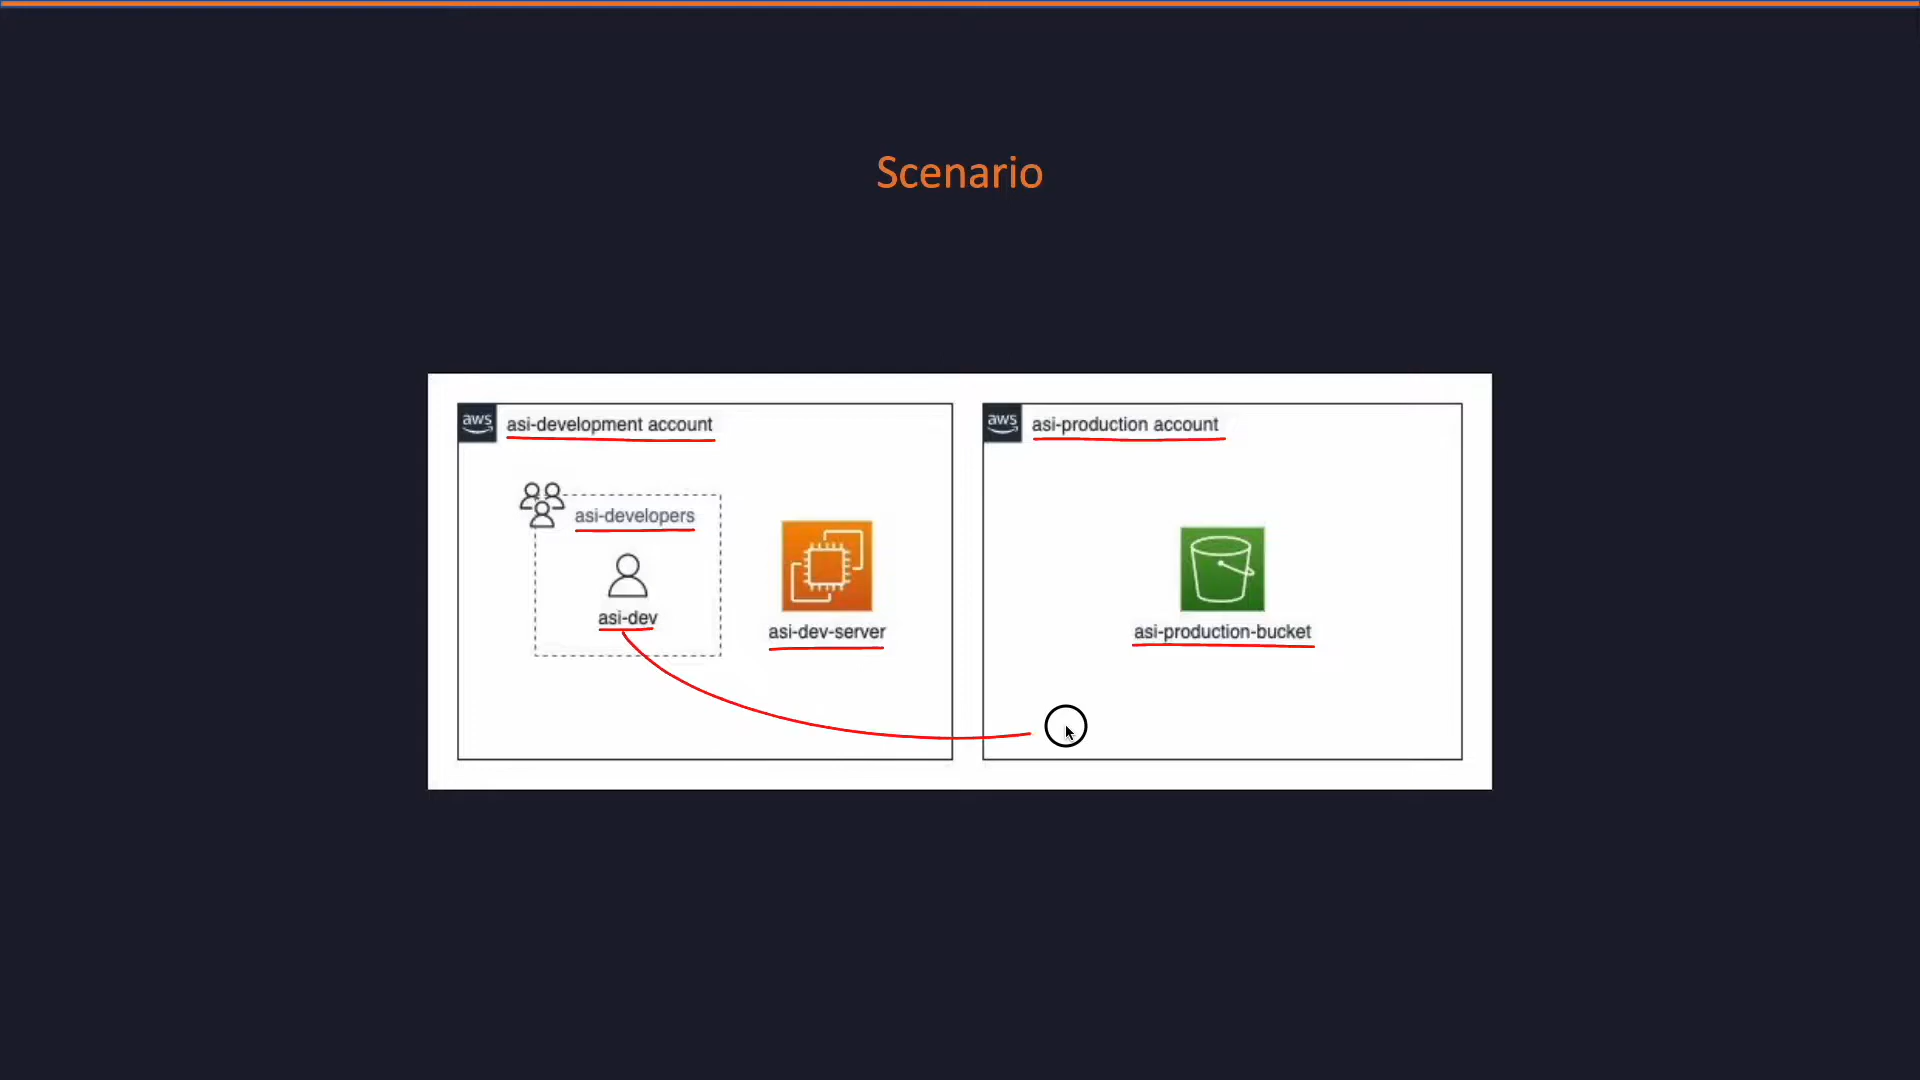 Scenario
aws asi-development account
aws asi-production account
asi-developers
asi-dev
asi-dev-server
asi-production-bucket